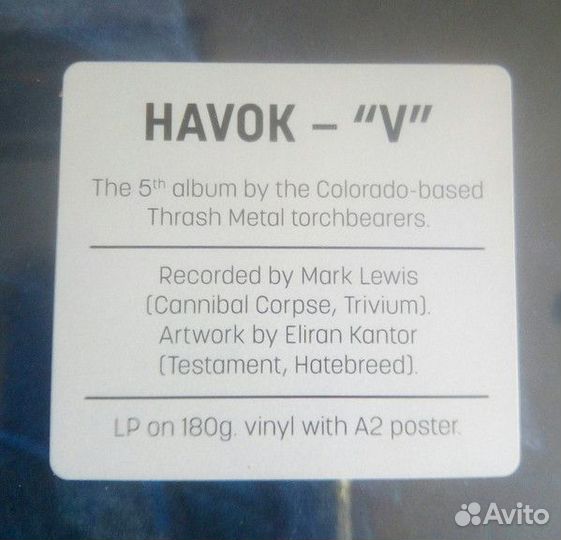 HAVOK – “V”
The 5th album by the Colorado-based
Thrash Metal torchbearers.
Recorded by Mark Lewis
(Cannibal Corpse, Trivium).
Artwork by Eliran Kantor
(Testament, Hatebreed).
LP on 180g. vinyl with A2 poster.
Avito